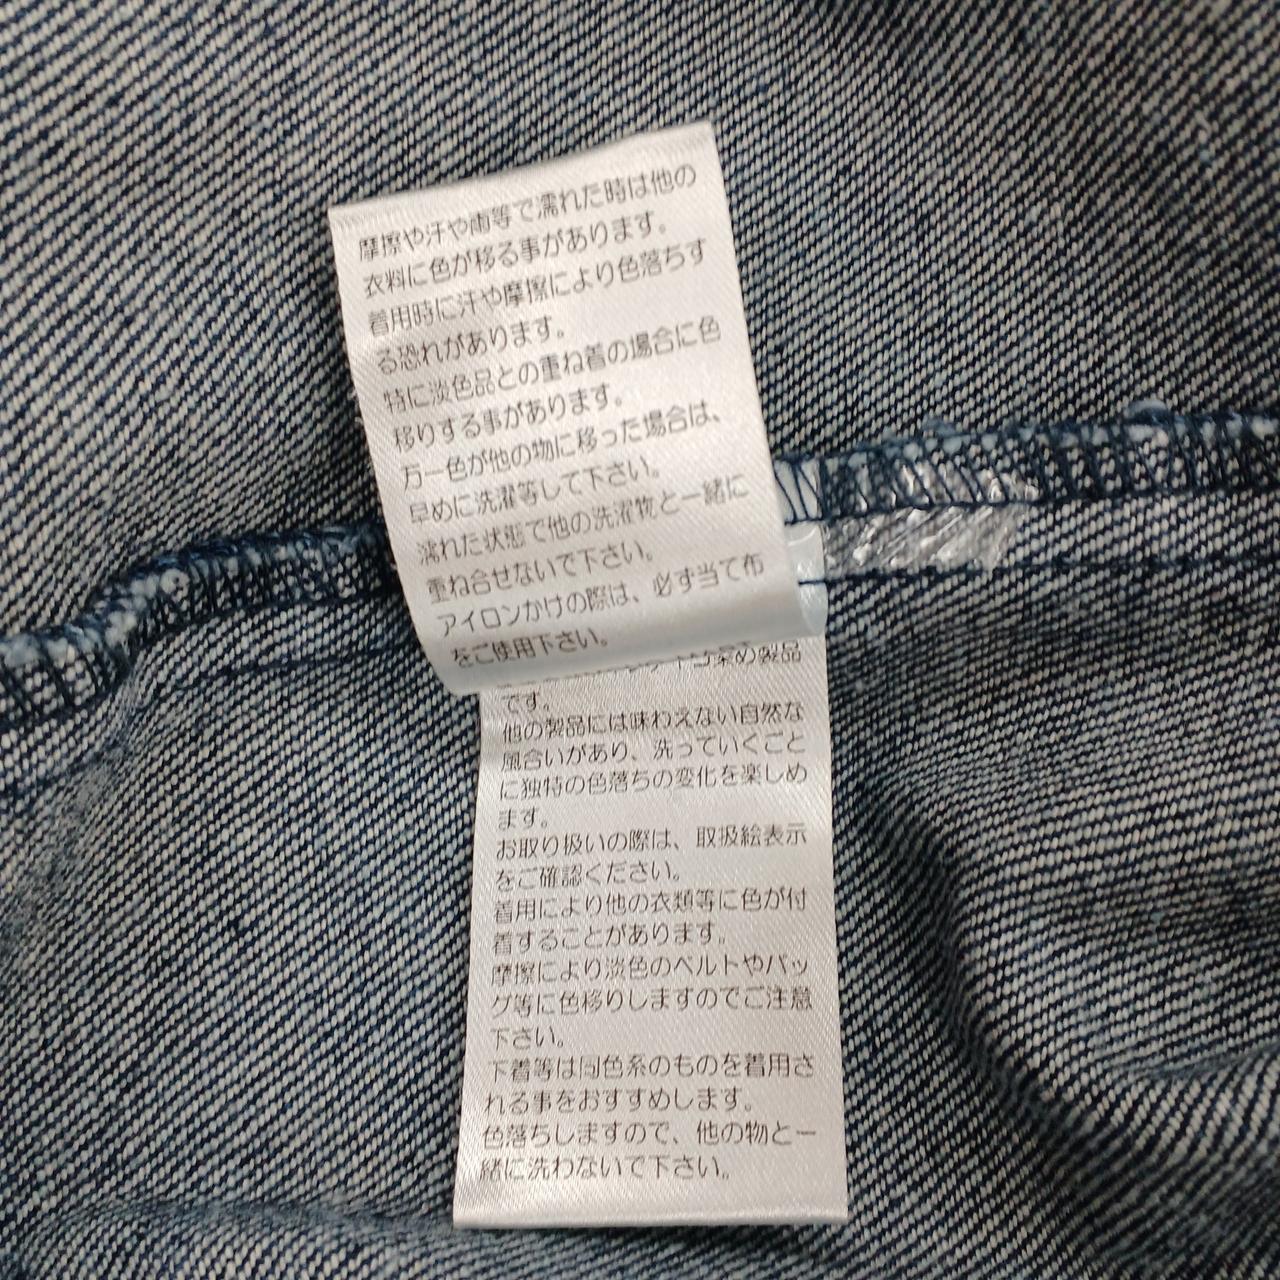 摩擦や汗や雨等で濡れた時は他の
衣料に色が移る事があります。
着用時に汗や摩擦により色落ちす
る恐れがあります。
特に淡色品との重ね着の場合に色
移りする事があります。
万一色が他の物に移った場合は、
早めに洗濯等して下さい。
濡れた状態で他の洗濯物と一緒に
重ね合せないで下さい。
アイロンかけの際は、必ず当て布
をご使用下さい。
染め製品
です。
他の製品には味わえない自然な
風合いがあり、洗っていくこと
に独特の色落ちの変化を楽しめ
ます。
お取り扱いの際は、取扱絵表示
をご確認ください。
着用により他の衣類等に色が付
着することがあります。
摩擦により淡色のベルトやバッ
グ等に色移りしますのでご注意
下さい。
下着等は同色系のものを着用さ
れる事をおすすめします。
色落ちしますので、他の物と一
緒に洗わないで下さい。